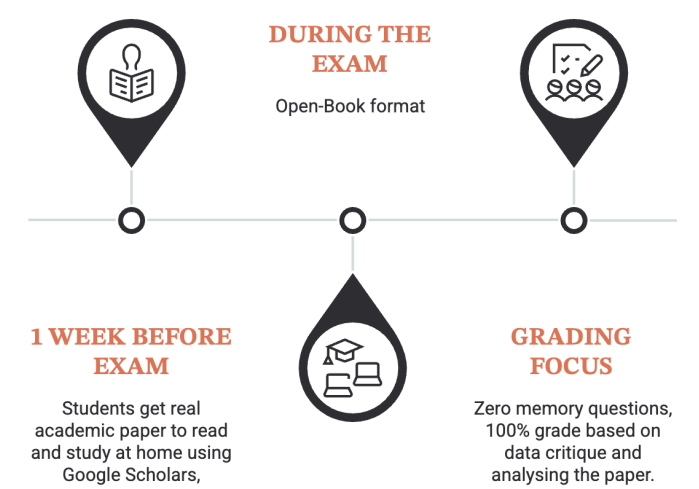 DURING THE
EXAM
Open-Book format
1 WEEK BEFORE
EXAM
Students get real
academic paper to read
and study at home using
Google Scholars,
GRADING
FOCUS
Zero memory questions,
100% grade based on
data critique and
analysing the paper.